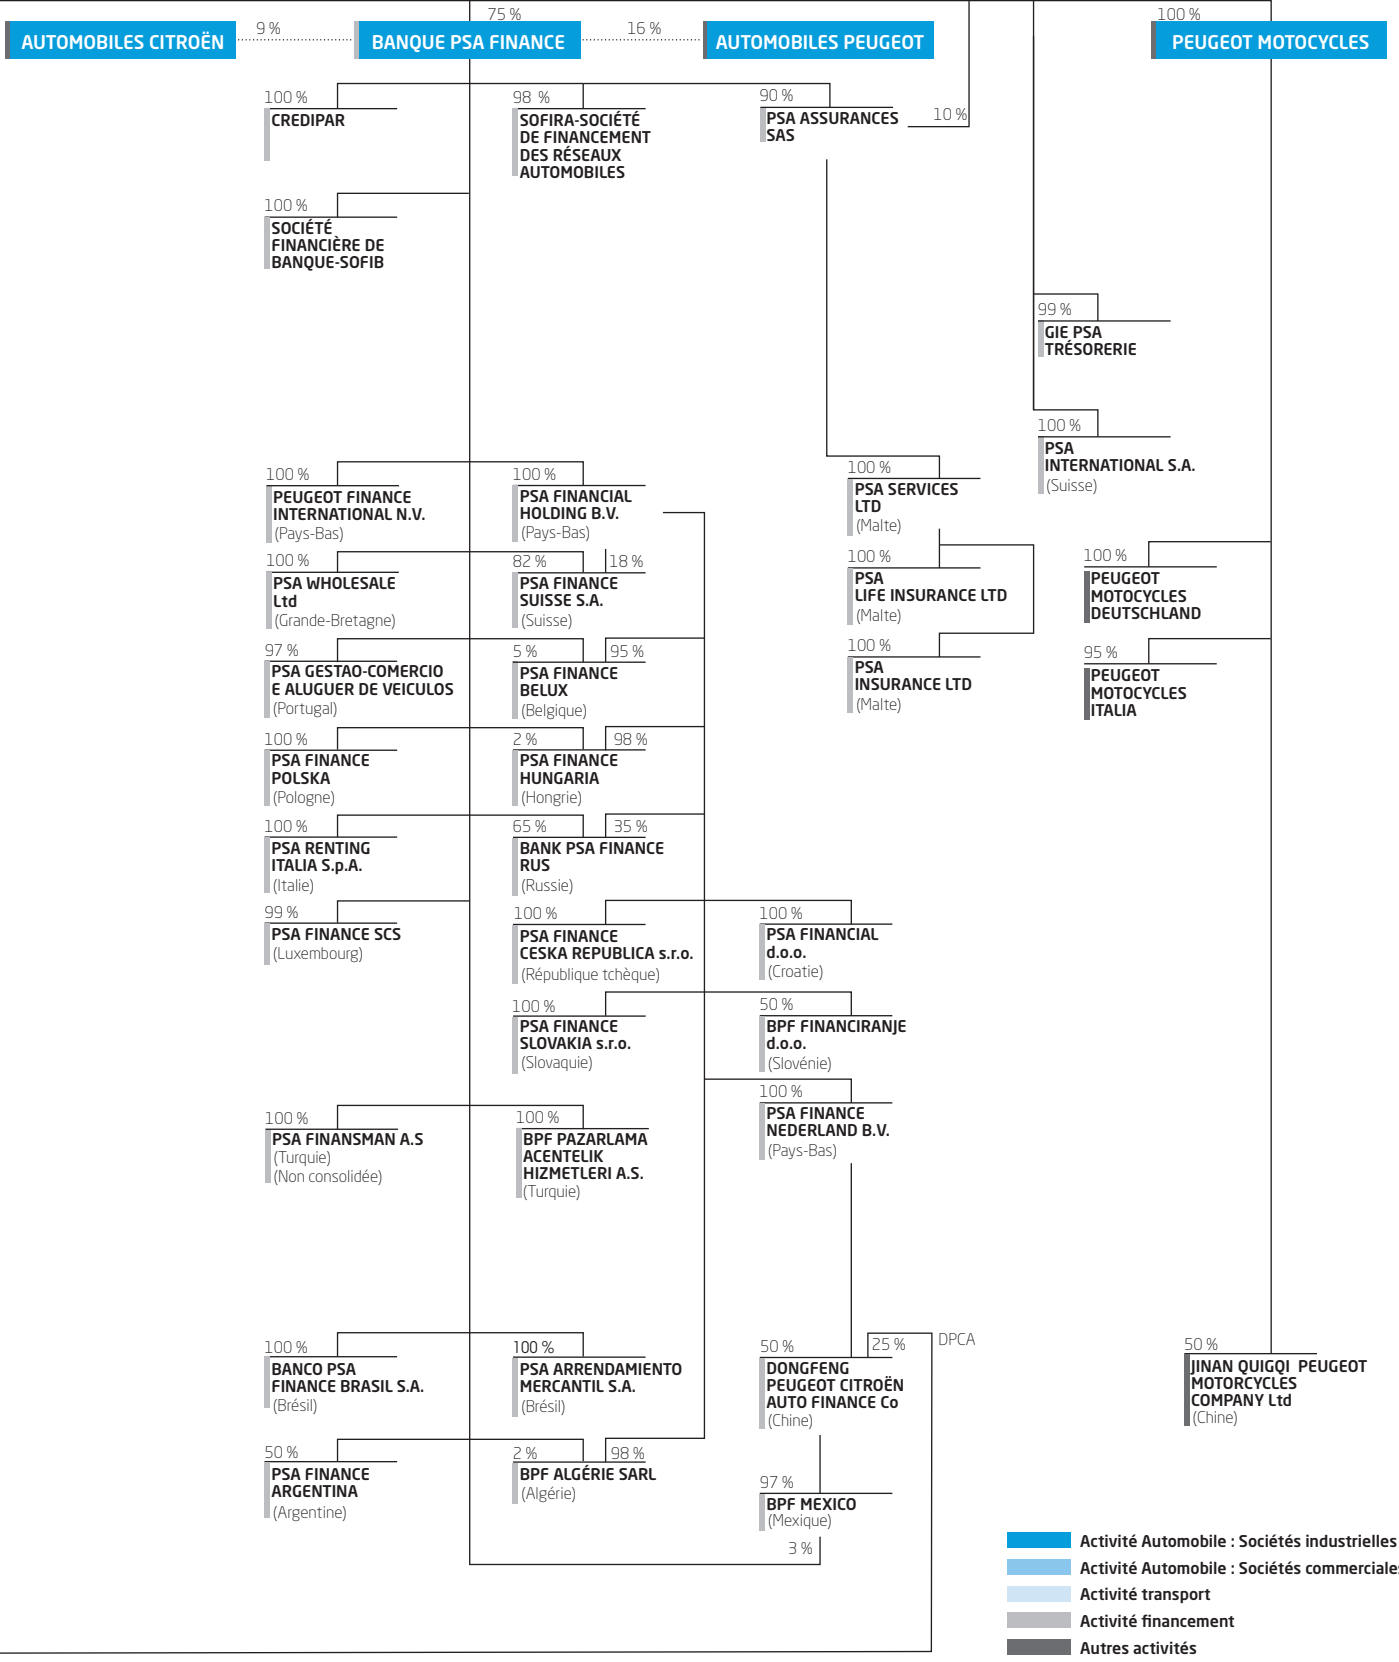 75 %
100 %
AUTOMOBILES CITROËN
9 %
BANQUE PSA FINANCE
16 %
AUTOMOBILES PEUGEOT
PEUGEOT MOTOCYCLES
100 %
CREDIPAR
98 %
SOFIRA-SOCIÉTÉ
DE FINANCEMENT
DES RÉSEAUX
AUTOMOBILES
90 %
PSA ASSURANCES
SAS
10 %
100 %
SOCIÉTÉ
FINANCIÈRE DE
BANQUE-SOFIB
99 %
GIE PSA
TRÉSORERIE
100 %
PSA
INTERNATIONAL S.A.
(Suisse)
100 %
PEUGEOT FINANCE
INTERNATIONAL N.V.
(Pays-Bas)
100 %
PSA FINANCIAL
HOLDING B.V.
(Pays-Bas)
100 %
PSA SERVICES
LTD
(Malte)
100 %
PSA WHOLESALE
Ltd
(Grande-Bretagne)
82 %
18 %
PSA FINANCE
SUISSE S.A.
(Suisse)
100 %
PSA
LIFE INSURANCE LTD
(Malte)
100 %
PEUGEOT
MOTOCYCLES
DEUTSCHLAND
97 %
PSA GESTAO-COMERCIO
E ALUGUER DE VEICULOS
(Portugal)
5 %
95 %
PSA FINANCE
BELUX
(Belgique)
100 %
PSA
INSURANCE LTD
(Malte)
95 %
PEUGEOT
MOTOCYCLES
ITALIA
100 %
PSA FINANCE
POLSKA
(Pologne)
2 %
98 %
PSA FINANCE
HUNGARIA
(Hongrie)
100 %
PSA RENTING
ITALIA S.p.A.
(Italie)
65 %
35 %
BANK PSA FINANCE
RUS
(Russie)
99 %
PSA FINANCE SCS
(Luxembourg)
100 %
PSA FINANCE
CESKA REPUBLICA s.r.o.
(République tchèque)
100 %
PSA FINANCIAL
d.o.o.
(Croatie)
100 %
PSA FINANCE
SLOVAKIA s.r.o.
(Slovaquie)
50 %
BPF FINANCIRANJE
d.o.o.
(Slovénie)
100 %
PSA FINANCE
NEDERLAND B.V.
(Pays-Bas)
100 %
PSA FINANSMAN A.S
(Turquie)
(Non consolidée)
100 %
BPF PAZARLAMA
ACENTELIK
HIZMETLERI A.S.
(Turquie)
100 %
BANCO PSA
FINANCE BRASIL S.A.
(Brésil)
100 %
PSA ARRENDAMIENTO
MERCANTIL S.A.
(Brésil)
50 %
25 %
DPCA
DONGFENG
PEUGEOT CITROËN
AUTO FINANCE Co
(Chine)
50 %
JINAN QUIGQI PEUGEOT
MOTORCYCLES
COMPANY Ltd
(Chine)
50 %
PSA FINANCE
ARGENTINA
(Argentine)
2 %
98 %
BPF ALGÉRIE SARL
(Algérie)
97 %
BPF MEXICO
(Mexique)
3 %
Activité Automobile : Sociétés industrielles
Activité Automobile : Sociétés commerciales
Activité transport
Activité financement
Autres activités